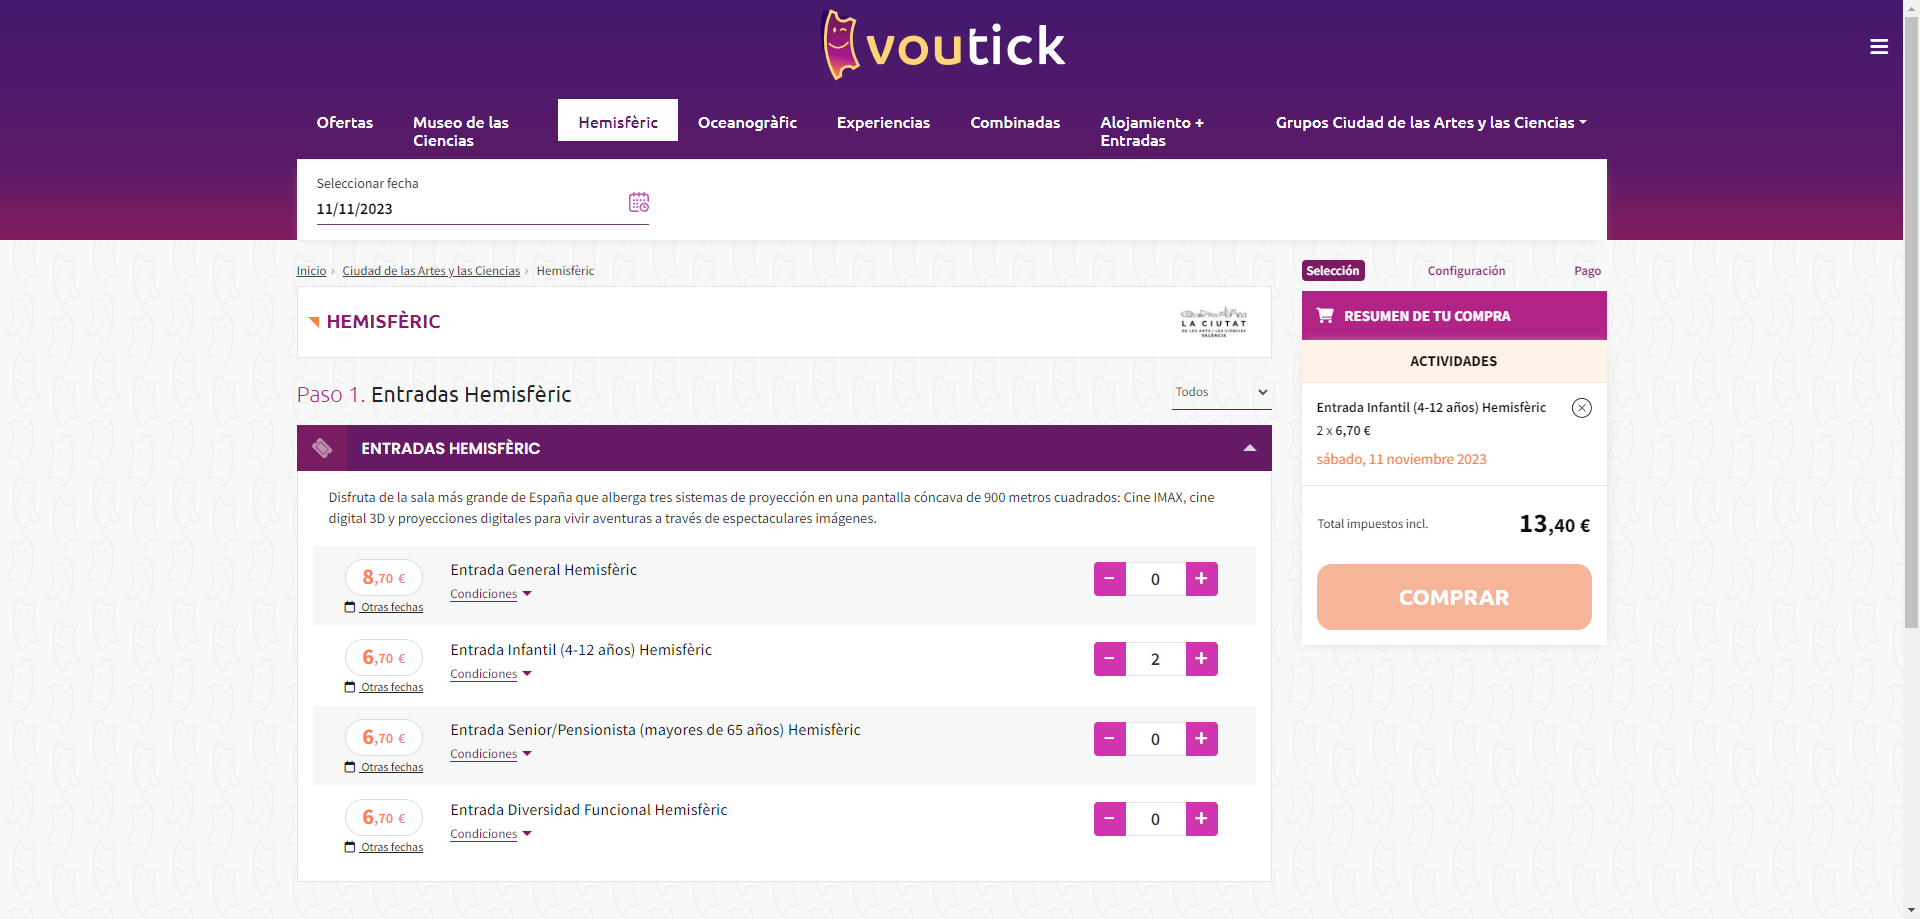 voutick
Ofertas
Museo de las
Ciencias
Hemisfèric
Oceanogràfic
Experiencias
Combinadas
Alojamiento +
Entradas
Grupos Ciudad de las Artes y las Ciencias
Seleccionar fecha
11/11/2023
Inicio › Ciudad de las Artes y las Ciencias › Hemisfèric
HEMISFÈRIC
LA CIUTAT
DE LES ARTS I LES CIÈNCIES
VALÈNCIA
Paso 1. Entradas Hemisfèric
Todos
ENTRADAS HEMISFÈRIC
Disfruta de la sala más grande de España que alberga tres sistemas de proyección en una pantalla cóncava de 900 metros cuadrados: Cine IMAX, cine
digital 3D y proyecciones digitales para vivir aventuras a través de espectaculares imágenes.
8,70 €
Otras fechas
Entrada General Hemisfèric
Condiciones
− 0 +
6,70 €
Otras fechas
Entrada Infantil (4-12 años) Hemisfèric
Condiciones
− 2 +
6,70 €
Otras fechas
Entrada Senior/Pensionista (mayores de 65 años) Hemisfèric
Condiciones
− 0 +
6,70 €
Otras fechas
Entrada Diversidad Funcional Hemisfèric
Condiciones
− 0 +
Selección
Configuración
Pago
RESUMEN DE TU COMPRA
ACTIVIDADES
Entrada Infantil (4-12 años) Hemisfèric
2 x 6,70 €
sábado, 11 noviembre 2023
Total impuestos incl.
13,40 €
COMPRAR